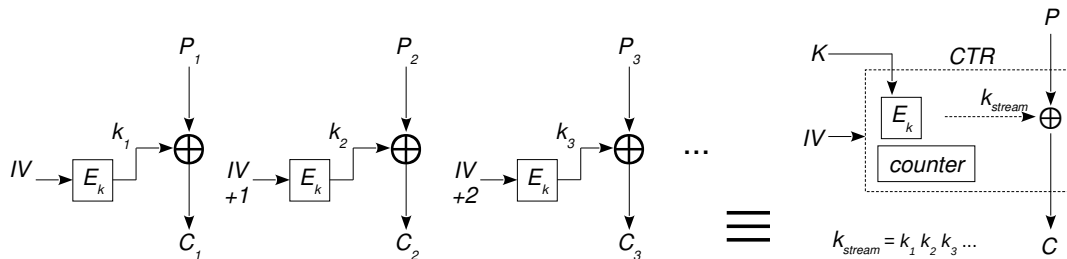 P1
k1
IV
Ek
C1
P2
k2
IV
+1
Ek
C2
P3
k3
IV
+2
Ek
C3
...
P
K
CTR
kstream
Ek
IV
counter
C
kstream = k1 k2 k3 ...